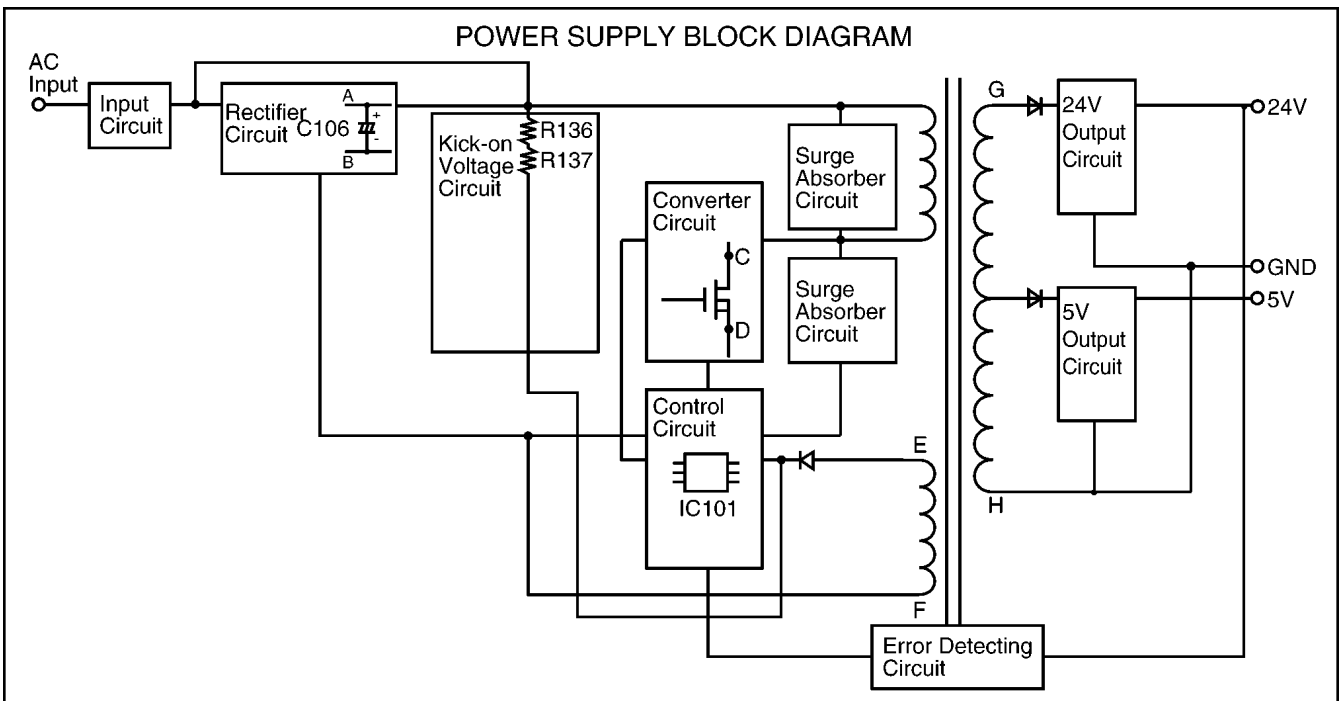 POWER SUPPLY BLOCK DIAGRAM
AC
Input
Input
Circuit
Rectifier
Circuit
C106
A
+
-
B
Kick-on
Voltage
Circuit
R136
R137
Converter
Circuit
C
D
Surge
Absorber
Circuit
Surge
Absorber
Circuit
Control
Circuit
IC101
E
F
G
H
24V
Output
Circuit
24V
GND
5V
5V
Output
Circuit
Error Detecting
Circuit